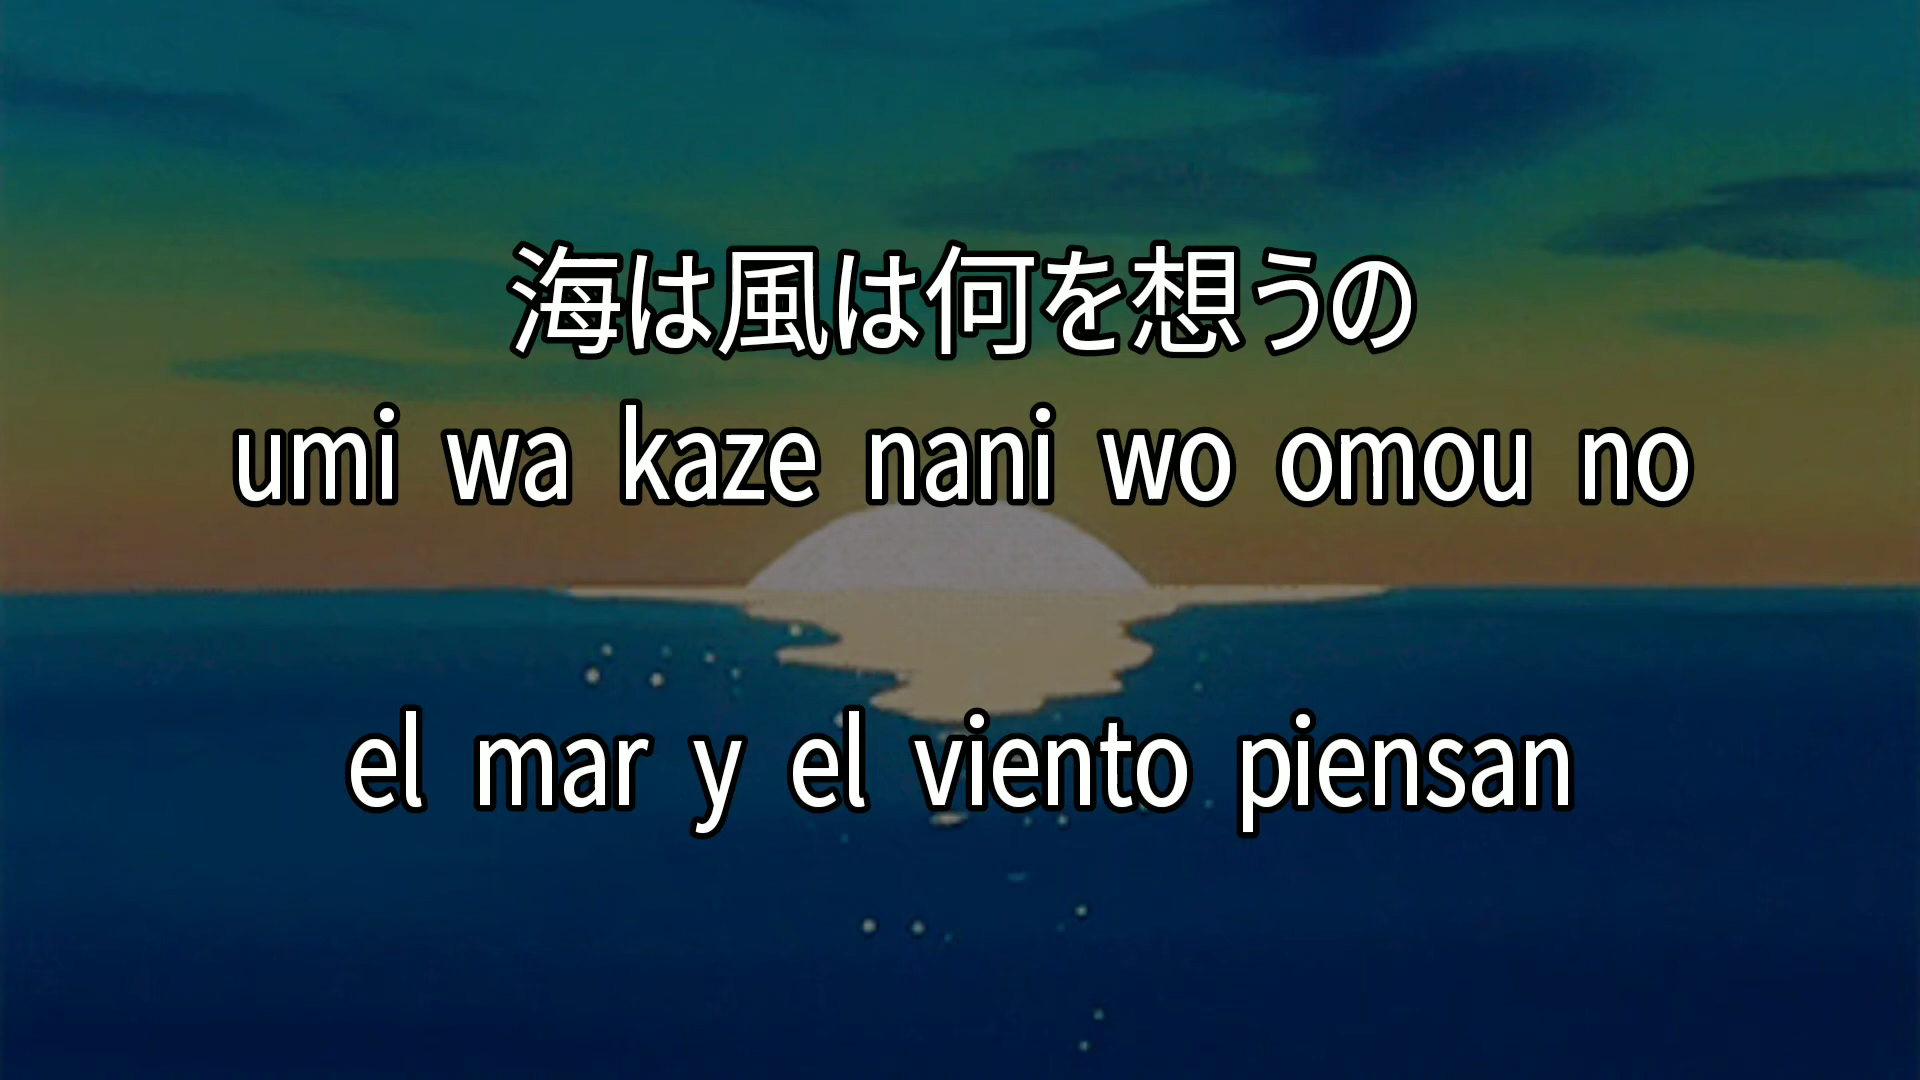 海は風は何を想うの
umi wa kaze nani wo omou no
el mar y el viento piensan